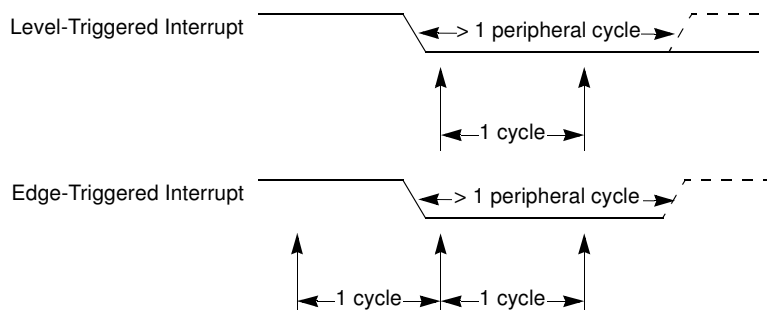 Level-Triggered Interrupt
> 1 peripheral cycle
1 cycle
Edge-Triggered Interrupt
> 1 peripheral cycle
1 cycle
1 cycle